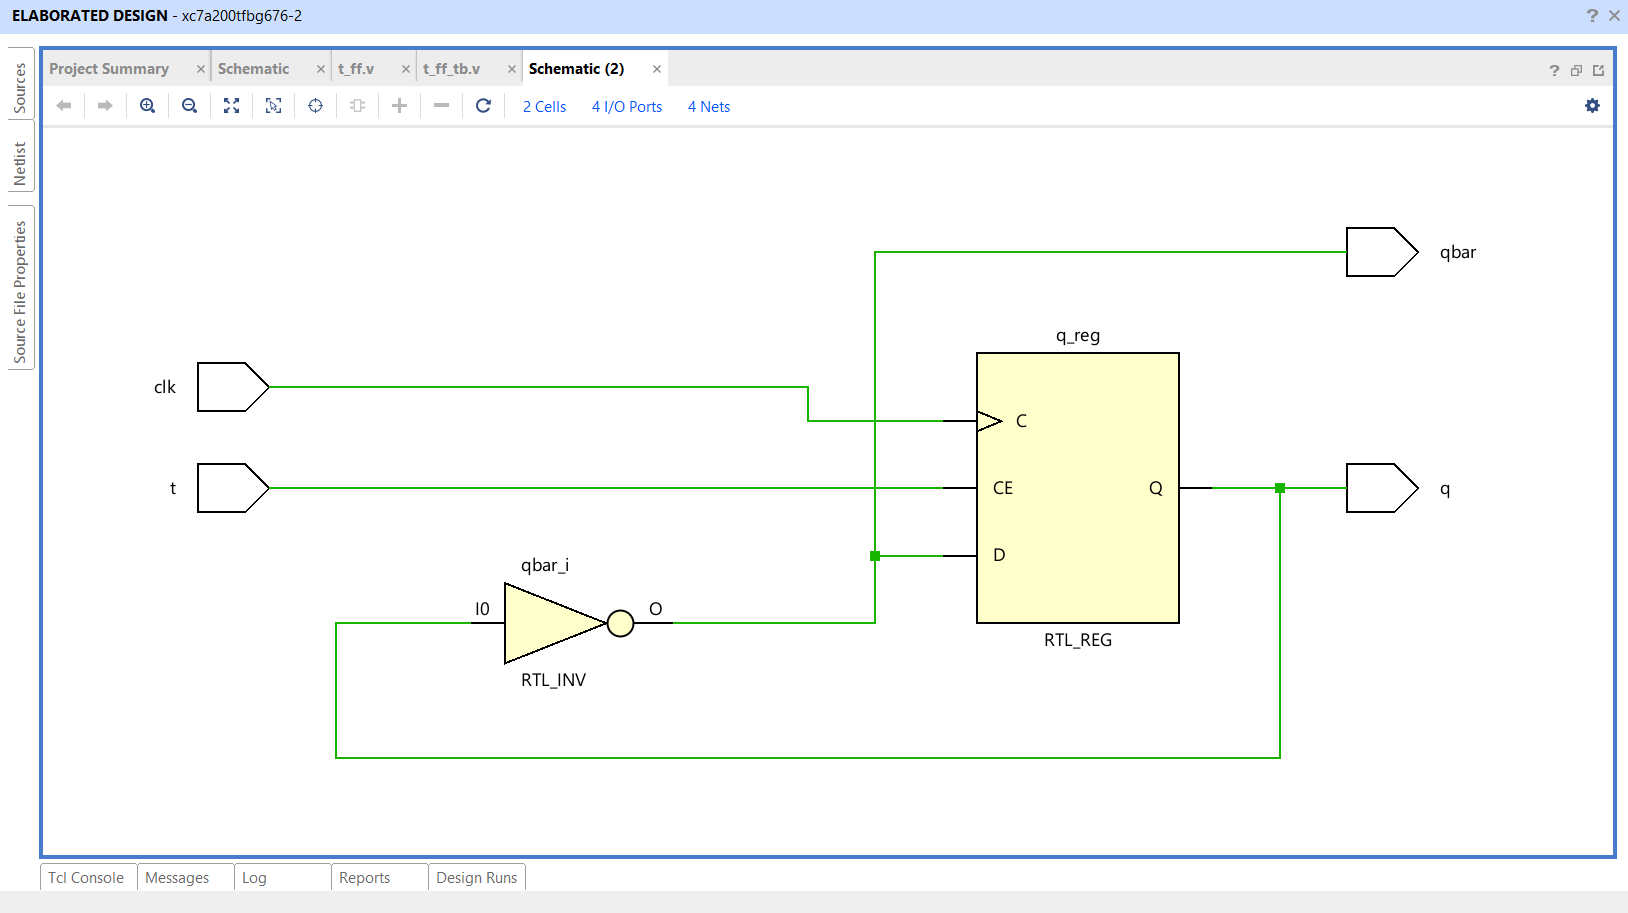 ELABORATED DESIGN - xc7a200tfbg676-2
Sources
Netlist
Source File Properties
Project Summary
Schematic
t_ff.v
t_ff_tb.v
Schematic (2)
2 Cells
4 I/O Ports
4 Nets
qbar
q_reg
clk
C
t
CE
Q
q
D
qbar_i
I0
O
RTL_REG
RTL_INV
Tcl Console
Messages
Log
Reports
Design Runs